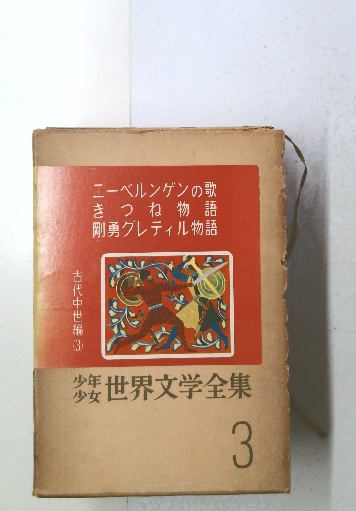 ニーベルンゲンの歌
きつね物語
剛勇グレティル物語
古代中世編(3)
少年少女世界文学全集
3